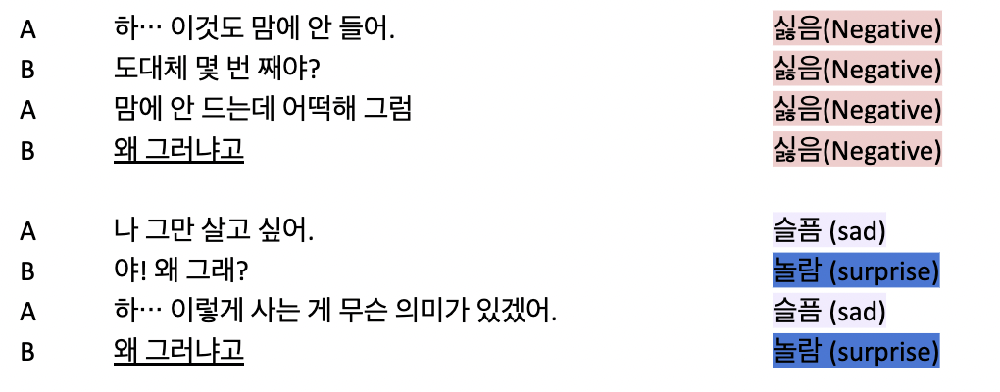 A 하… 이것도 맘에 안 들어. 싫음(Negative)
B 도대체 몇 번 째야? 싫음(Negative)
A 맘에 안 드는데 어떡해 그럼 싫음(Negative)
B 왜 그러냐고 싫음(Negative)
A 나 그만 살고 싶어. 슬픔 (sad)
B 야! 왜 그래? 놀람 (surprise)
A 하… 이렇게 사는 게 무슨 의미가 있겠어. 슬픔 (sad)
B 왜 그러냐고 놀람 (surprise)